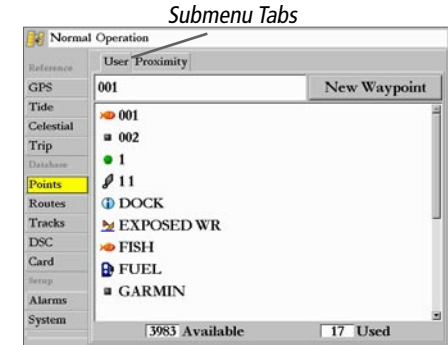 Submenu Tabs
Normal Operation
Reference
User Proximity
GPS
001
New Waypoint
Tide
Celestial
Trip
Database
Points
Routes
Tracks
DSC
Card
Setup
Alarms
System
001
002
1
11
DOCK
EXPOSED WR
FISH
FUEL
GARMIN
3983 Available
17 Used